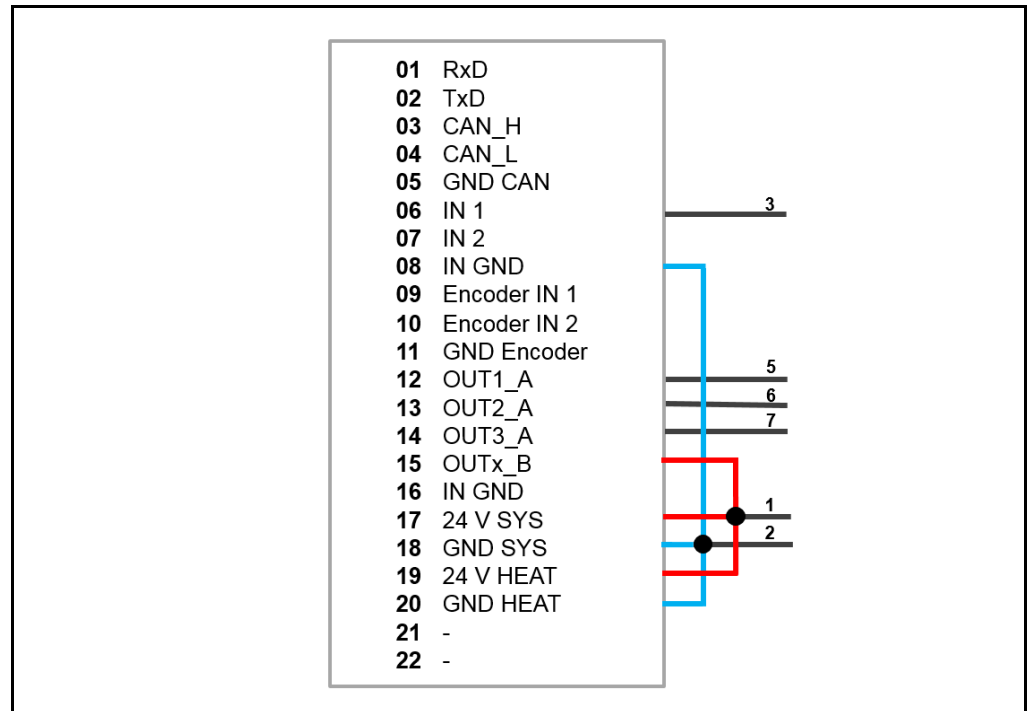 01 RxD
02 TxD
03 CAN_H
04 CAN_L
05 GND CAN
06 IN 1
3
07 IN 2
08 IN GND
09 Encoder IN 1
10 Encoder IN 2
11 GND Encoder
12 OUT1_A
5
13 OUT2_A
6
14 OUT3_A
7
15 OUTx_B
16 IN GND
17 24 V SYS
1
18 GND SYS
2
19 24 V HEAT
20 GND HEAT
21 -
22 -